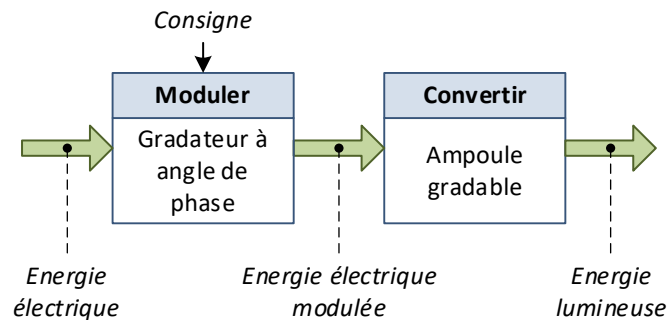 Consigne
Moduler
Gradateur à
angle de
phase
Convertir
Ampoule
gradable
Energie
électrique
Energie électrique
modulée
Energie
lumineuse